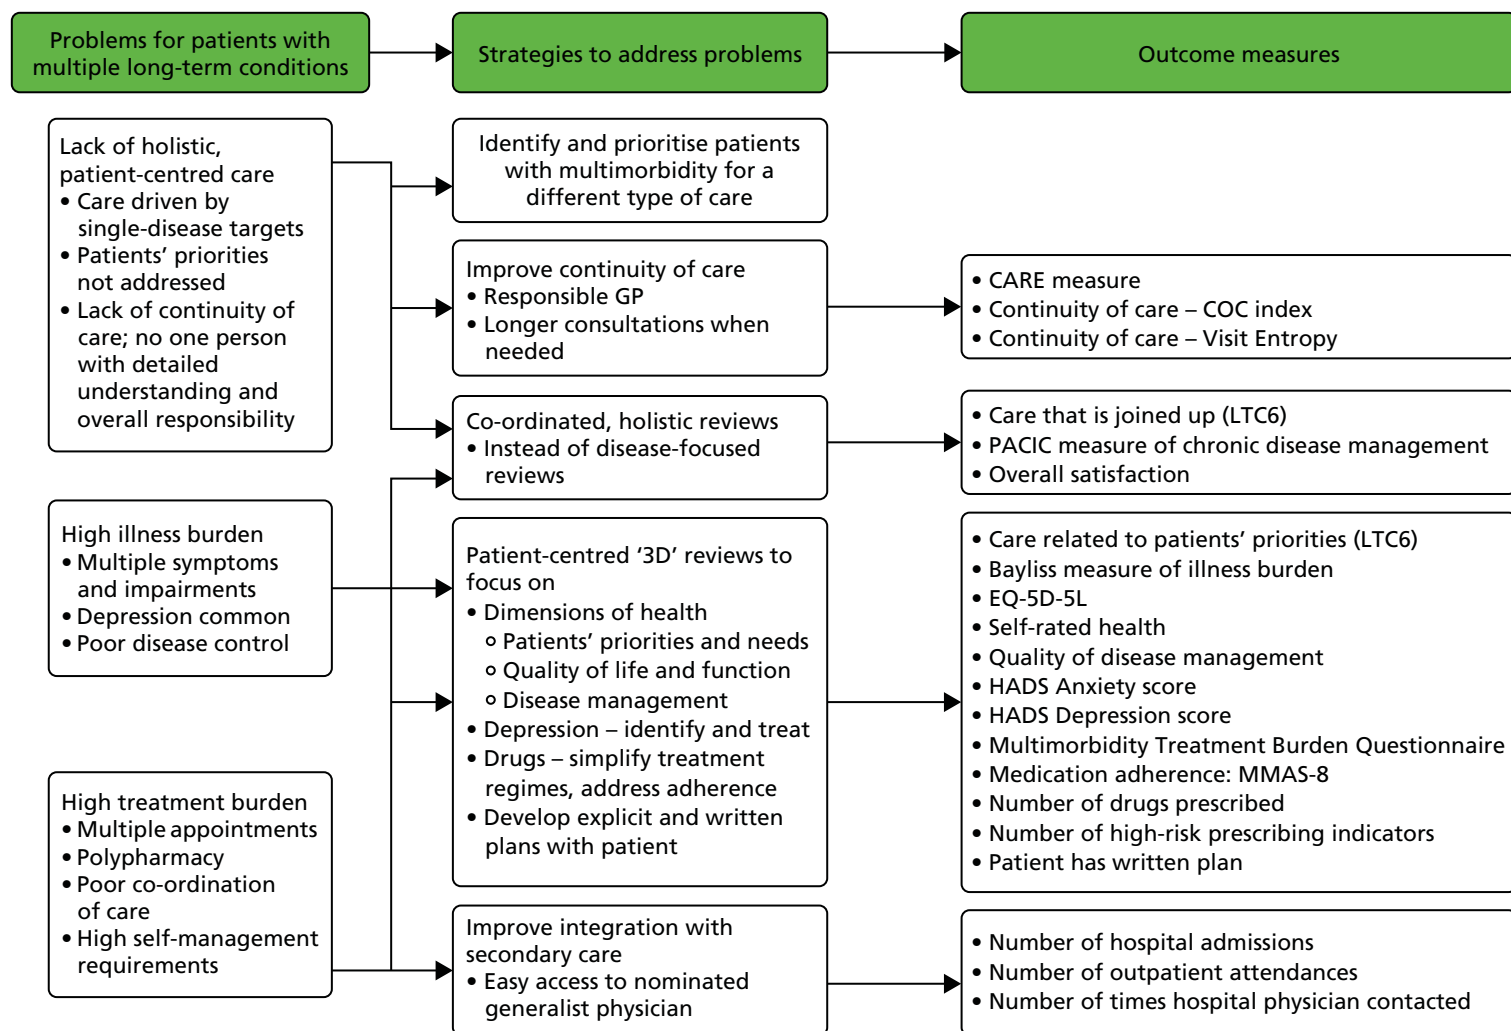 Problems for patients with
multiple long-term conditions
Strategies to address problems
Outcome measures
Lack of holistic,
patient-centred care
• Care driven by
single-disease targets
• Patients’ priorities
not addressed
• Lack of continuity of
care; no one person
with detailed
understanding and
overall responsibility
High illness burden
• Multiple symptoms
and impairments
• Depression common
• Poor disease control
High treatment burden
• Multiple appointments
• Polypharmacy
• Poor co-ordination
of care
• High self-management
requirements
Identify and prioritise patients
with multimorbidity for a
different type of care
Improve continuity of care
• Responsible GP
• Longer consultations when
needed
Co-ordinated, holistic reviews
• Instead of disease-focused
reviews
Patient-centred ‘3D’ reviews to
focus on
• Dimensions of health
o Patients’ priorities and needs
o Quality of life and function
o Disease management
• Depression – identify and treat
• Drugs – simplify treatment
regimes, address adherence
• Develop explicit and written
plans with patient
Improve integration with
secondary care
• Easy access to nominated
generalist physician
• CARE measure
• Continuity of care – COC index
• Continuity of care – Visit Entropy
• Care that is joined up (LTC6)
• PACIC measure of chronic disease management
• Overall satisfaction
• Care related to patients’ priorities (LTC6)
• Bayliss measure of illness burden
• EQ-5D-5L
• Self-rated health
• Quality of disease management
• HADS Anxiety score
• HADS Depression score
• Multimorbidity Treatment Burden Questionnaire
• Medication adherence: MMAS-8
• Number of drugs prescribed
• Number of high-risk prescribing indicators
• Patient has written plan
• Number of hospital admissions
• Number of outpatient attendances
• Number of times hospital physician contacted